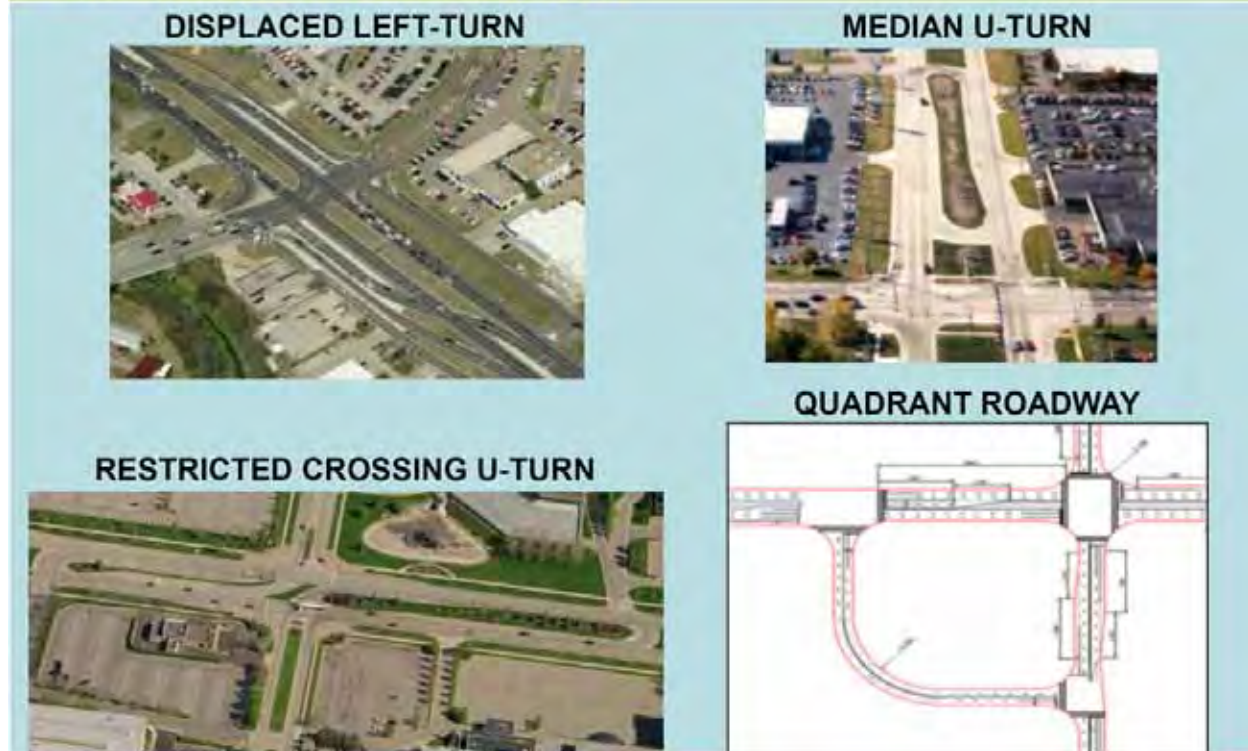 DISPLACED LEFT-TURN
MEDIAN U-TURN
QUADRANT ROADWAY
RESTRICTED CROSSING U-TURN